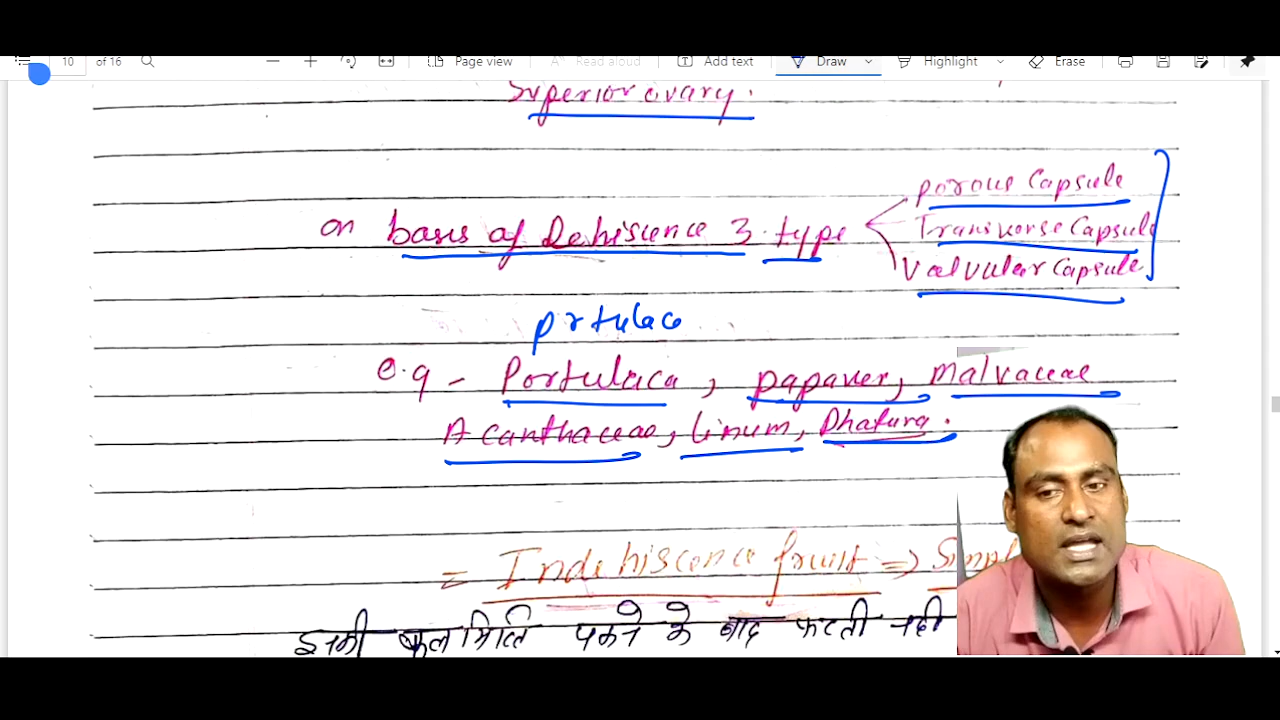 10 of 16 Page view Read aloud Add text Draw Highlight Erase
Superior ovary.
on basis of Dehiscence 3 type
porous Capsule
Transverse Capsule
Valvular Capsule
prtulac
e.g - Portulaca, papaver, Malvaceae
Acanthaceae, Linum, Dhatura.
= Indehiscence fruit => Simpl
इनकी फलभित्ति पकने के बाद फटती नहीं